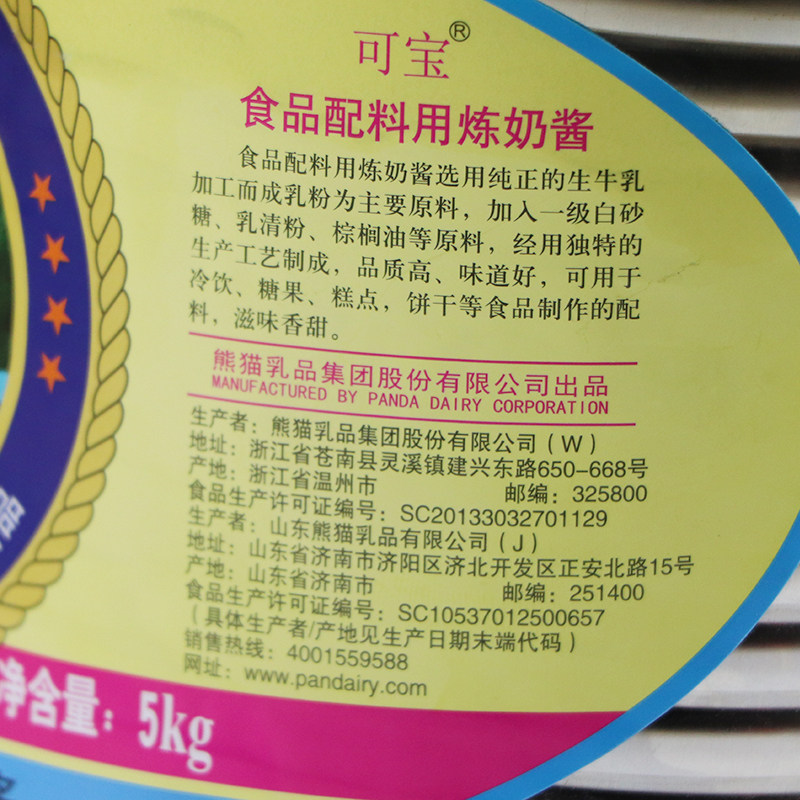 可宝®
食品配料用炼奶酱
食品配料用炼奶酱选用纯正的生牛乳
加工而成乳粉为主要原料，加入一级白砂
糖、乳清粉、棕榈油等原料，经用独特的
生产工艺制成，品质高、味道好，可用于
冷饮、糖果、糕点，饼干等食品制作的配
料，滋味香甜。
熊猫乳品集团股份有限公司出品
MANUFACTURED BY PANDA DAIRY CORPORATION
生产者：熊猫乳品集团股份有限公司（W）
地址：浙江省苍南县灵溪镇建兴东路650-668号
产地：浙江省温州市 邮编：325800
食品生产许可证编号：SC20133032701129
生产者：山东熊猫乳品有限公司（J）
地址：山东省济南市济阳区济北开发区正安北路15号
产地：山东省济南市 邮编：251400
食品生产许可证编号：SC10537012500657
（具体生产者/产地见生产日期末端代码）
销售热线：4001559588
网址：www.pandairy.com
净含量：5kg
品